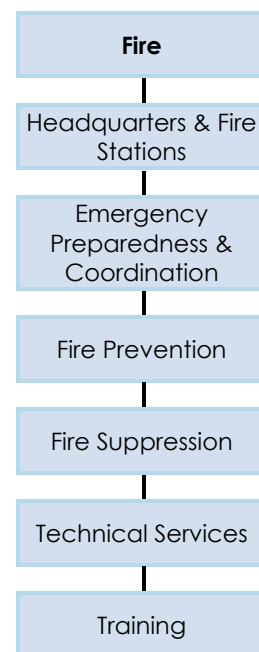 Fire
Headquarters & Fire
Stations
Emergency
Preparedness &
Coordination
Fire Prevention
Fire Suppression
Technical Services
Training